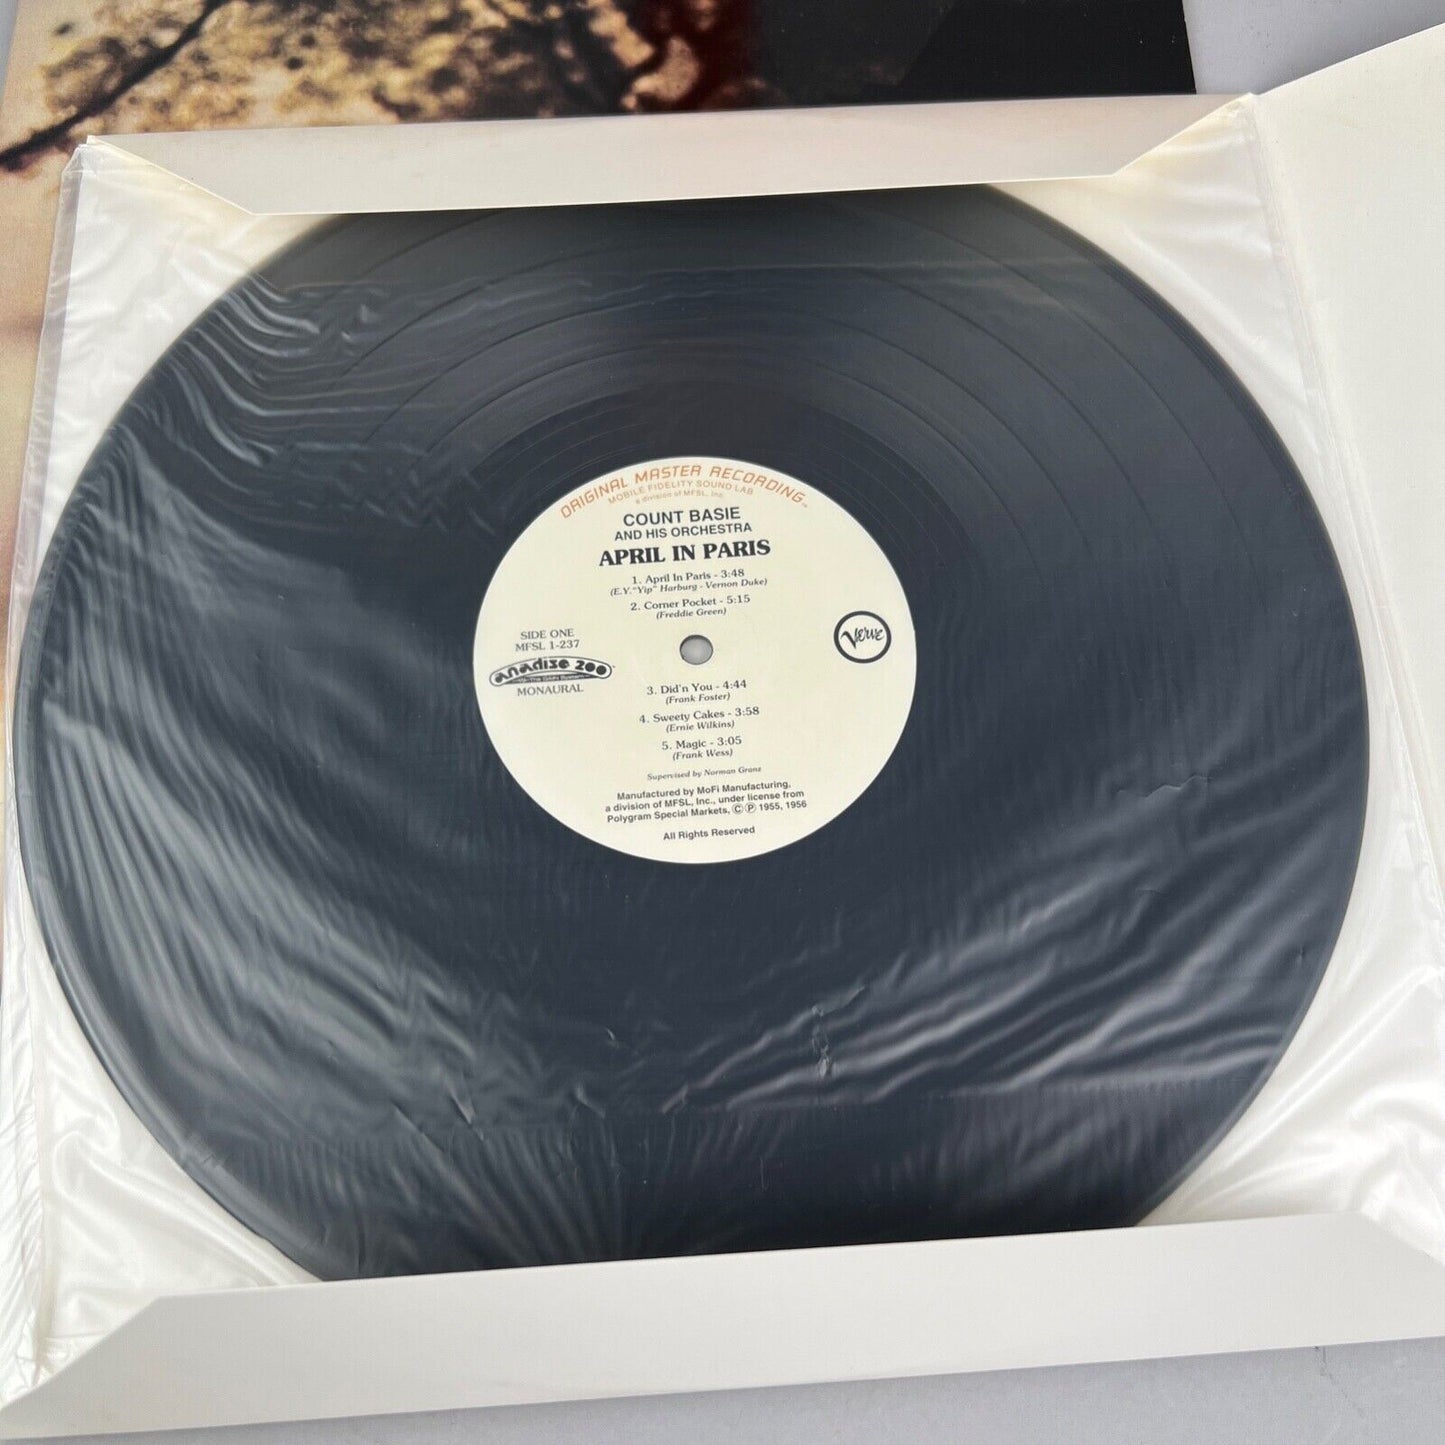 ORIGINAL MASTER RECORDING™
MOBILE FIDELITY SOUND LAB
a division of MFSL, Inc.
COUNT BASIE
AND HIS ORCHESTRA
APRIL IN PARIS
1. April In Paris - 3:48
(E.Y. "Yip" Harburg - Vernon Duke)
2. Corner Pocket - 5:15
(Freddie Green)
SIDE ONE
MFSL 1-237
anadisc 200™
MONAURAL
Verve
3. Did'n You - 4:44
(Frank Foster)
4. Sweety Cakes - 3:58
(Ernie Wilkins)
5. Magic - 3:05
(Frank Wess)
Supervised by Norman Granz
Manufactured by MoFi Manufacturing,
a division of MFSL, Inc., under license from
Polygram Special Markets, © ℗ 1955, 1956
All Rights Reserved